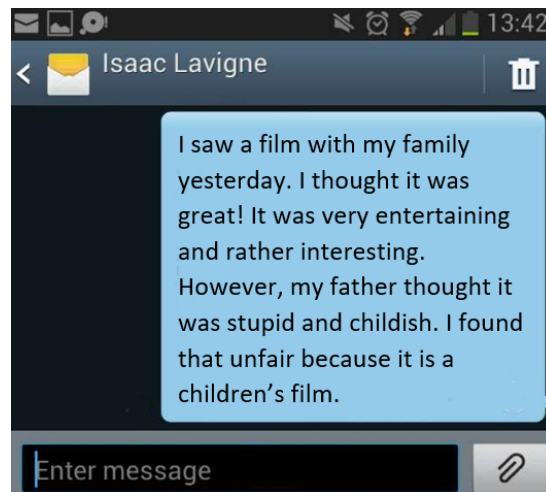 13:42
Isaac Lavigne
I saw a film with my family
yesterday. I thought it was
great! It was very entertaining
and rather interesting.
However, my father thought it
was stupid and childish. I found
that unfair because it is a
children’s film.
Enter message